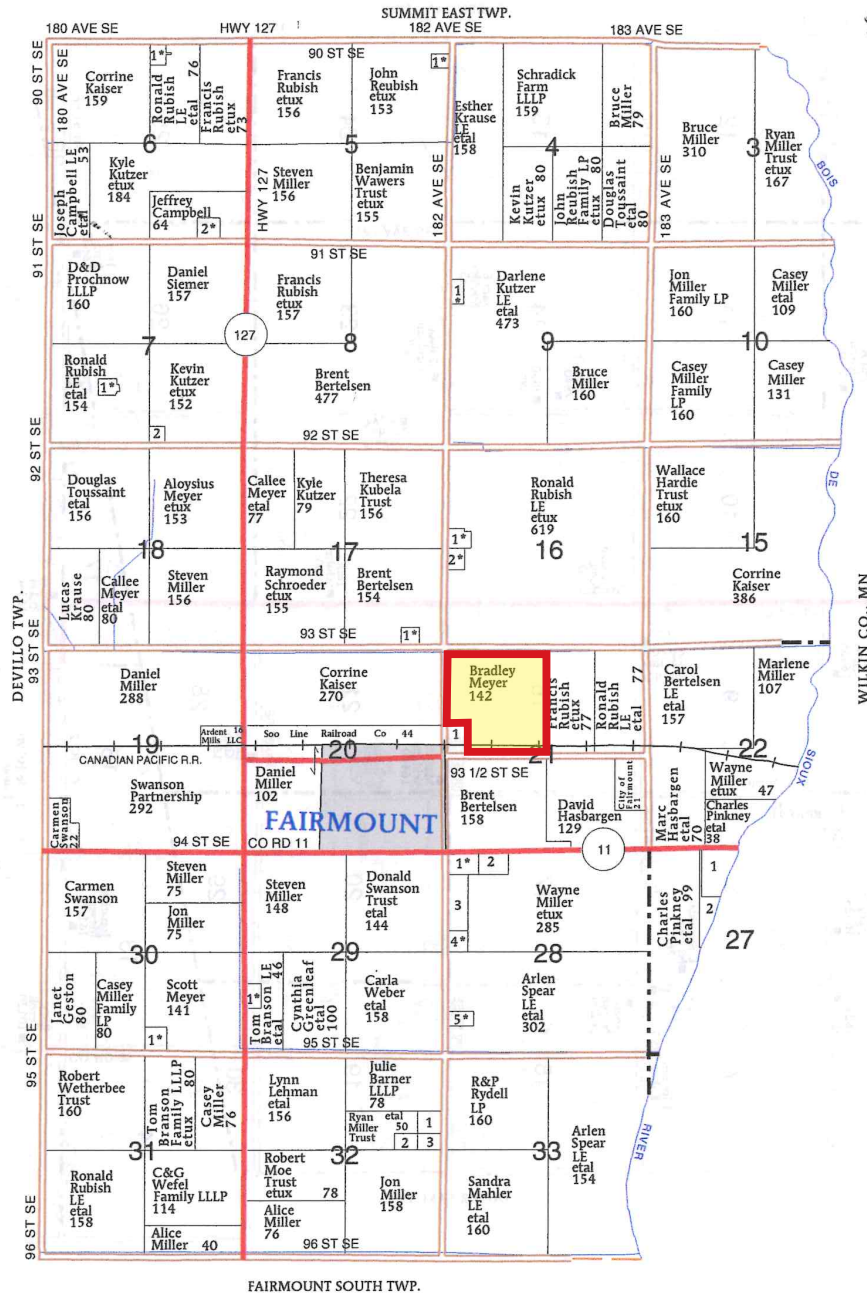 SUMMIT EAST TWP.
180 AVE SE
HWY 127
182 AVE SE
183 AVE SE
90 ST SE
180 AVE SE
Corrine
Kaiser
159
1*
Ronald
Rubish
LE
etal 76
Francis
Rubish
etux
73
90 ST SE
Francis
Rubish
etux
156
John
Reubish
etux
153
1*
Esther
Krause
LE
etal
158
Schradick
Farm
LLLP
159
Bruce
Miller
79
Bruce
Miller
310
3
Ryan
Miller
Trust
etux
167
BOIS
6
5
4
Joseph
Campbell LE
etal 53
Kyle
Kutzer
etux
184
Jeffrey
Campbell
64
2*
HWY 127
Steven
Miller
156
Benjamin
Wawers
Trust
etux
155
182 AVE SE
Kevin
Kutzer
etux 80
John
Reubish
Family LP
etux 80
Douglas
Toussaint
etal
80
183 AVE SE
91 ST SE
91 ST SE
D&D
Prochnow
LLLP
160
Daniel
Siemer
157
Francis
Rubish
etux
157
1
*
Darlene
Kutzer
LE
etal
473
Jon
Miller
Family LP
160
Casey
Miller
etal
109
127
7
8
9
10
Ronald
Rubish
LE
etal
154
1*
Kevin
Kutzer
etux
152
2
Brent
Bertelsen
477
Bruce
Miller
160
Casey
Miller
Family
LP
160
Casey
Miller
131
92 ST SE
92 ST SE
Douglas
Toussaint
etal
156
Aloysius
Meyer
etux
153
Callee
Meyer
etal
77
Kyle
Kutzer
79
Theresa
Kubela
Trust
156
Ronald
Rubish
LE
etux
619
1*
2*
Wallace
Hardie
Trust
etux
160
DE
18
17
16
15
Lucas
Krause
80
Callee
Meyer
etal
80
Steven
Miller
156
Raymond
Schroeder
etux
155
Brent
Bertelsen
154
Corrine
Kaiser
386
93 ST SE
1*
93 ST SE
DEVILLO TWP.
WILKIN CO., MN
Daniel
Miller
288
Corrine
Kaiser
270
Bradley
Meyer
142
Francis
Rubish
etux
77
Ronald
Rubish
LE
etal 77
Carol
Bertelsen
LE
etal
157
Marlene
Miller
107
Ardent 16
Mills LLC
Soo Line Railroad Co 44
1
19
20
21
22
SIOUX
CANADIAN PACIFIC R.R.
Swanson
Partnership
292
Carmen
Swanson
22
Daniel
Miller
102
FAIRMOUNT
93 1/2 ST SE
Brent
Bertelsen
158
David
Hasbargen
129
City of
Fairmount
21
Marc
Hasbargen
etal
70
Wayne
Miller
etux 47
Charles
Pinkney
etal
38
94 ST SE
CO RD 11
11
Carmen
Swanson
157
Steven
Miller
75
Jon
Miller
75
Steven
Miller
148
Donald
Swanson
Trust
etal
144
1*
2
3
4*
Wayne
Miller
etux
285
Charles
Pinkney
etal 99
1
2
30
29
28
27
Janet
Geston
80
Casey
Miller
Family
LP
80
Scott
Meyer
141
1*
1*
Tom
Branson LE
etal 46
Cynthia
Greenleaf
etal
100
Carla
Weber
etal
158
5*
Arlen
Spear
LE
etal
302
95 ST SE
95 ST SE
Robert
Wetherbee
Trust
160
Tom
Branson
Family LLLP
etux 80
Casey
Miller
76
Lynn
Lehman
etal
156
Julie
Barner
LLLP
78
Ryan etal
Miller 50
Trust
1
2
3
R&P
Rydell
LP
160
Arlen
Spear
LE
etal
154
RIVER
31
32
33
Ronald
Rubish
LE
etal
158
C&G
Wefel
Family LLLP
114
Alice
Miller 40
Robert
Moe
Trust
etux 78
Alice
Miller
76
Jon
Miller
158
Sandra
Mahler
LE
etal
160
96 ST SE
96 ST SE
FAIRMOUNT SOUTH TWP.